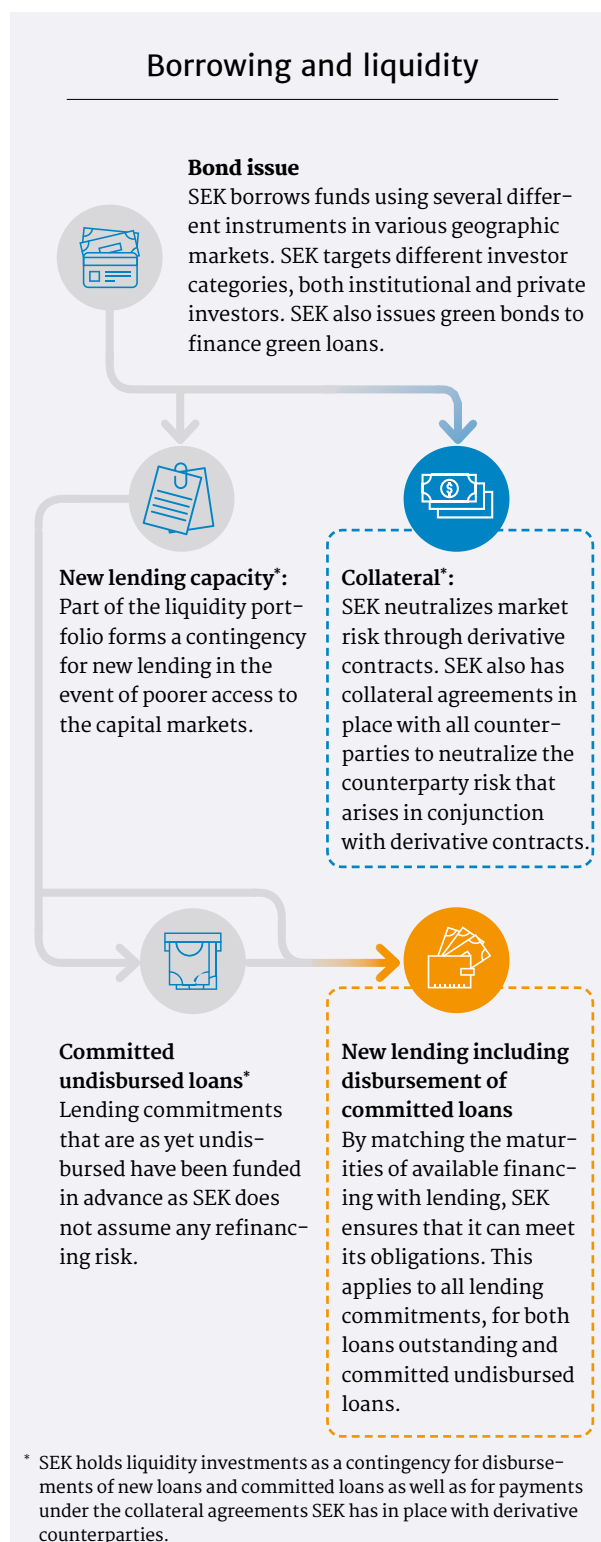 Borrowing and liquidity
Bond issue
SEK borrows funds using several differ-
ent instruments in various geographic
markets. SEK targets different investor
categories, both institutional and private
investors. SEK also issues green bonds to
finance green loans.
New lending capacity*:
Part of the liquidity port-
folio forms a contingency
for new lending in the
event of poorer access to
the capital markets.
Collateral*:
SEK neutralizes market
risk through derivative
contracts. SEK also has
collateral agreements in
place with all counter-
parties to neutralize the
counterparty risk that
arises in conjunction
with derivative contracts.
Committed
undisbursed loans*
Lending commitments
that are as yet undis-
bursed have been funded
in advance as SEK does
not assume any refinanc-
ing risk.
New lending including
disbursement of
committed loans
By matching the matur-
ities of available financ-
ing with lending, SEK
ensures that it can meet
its obligations. This
applies to all lending
commitments, for both
loans outstanding and
committed undisbursed
loans.
* SEK holds liquidity investments as a contingency for disburse-
ments of new loans and committed loans as well as for payments
under the collateral agreements SEK has in place with derivative
counterparties.